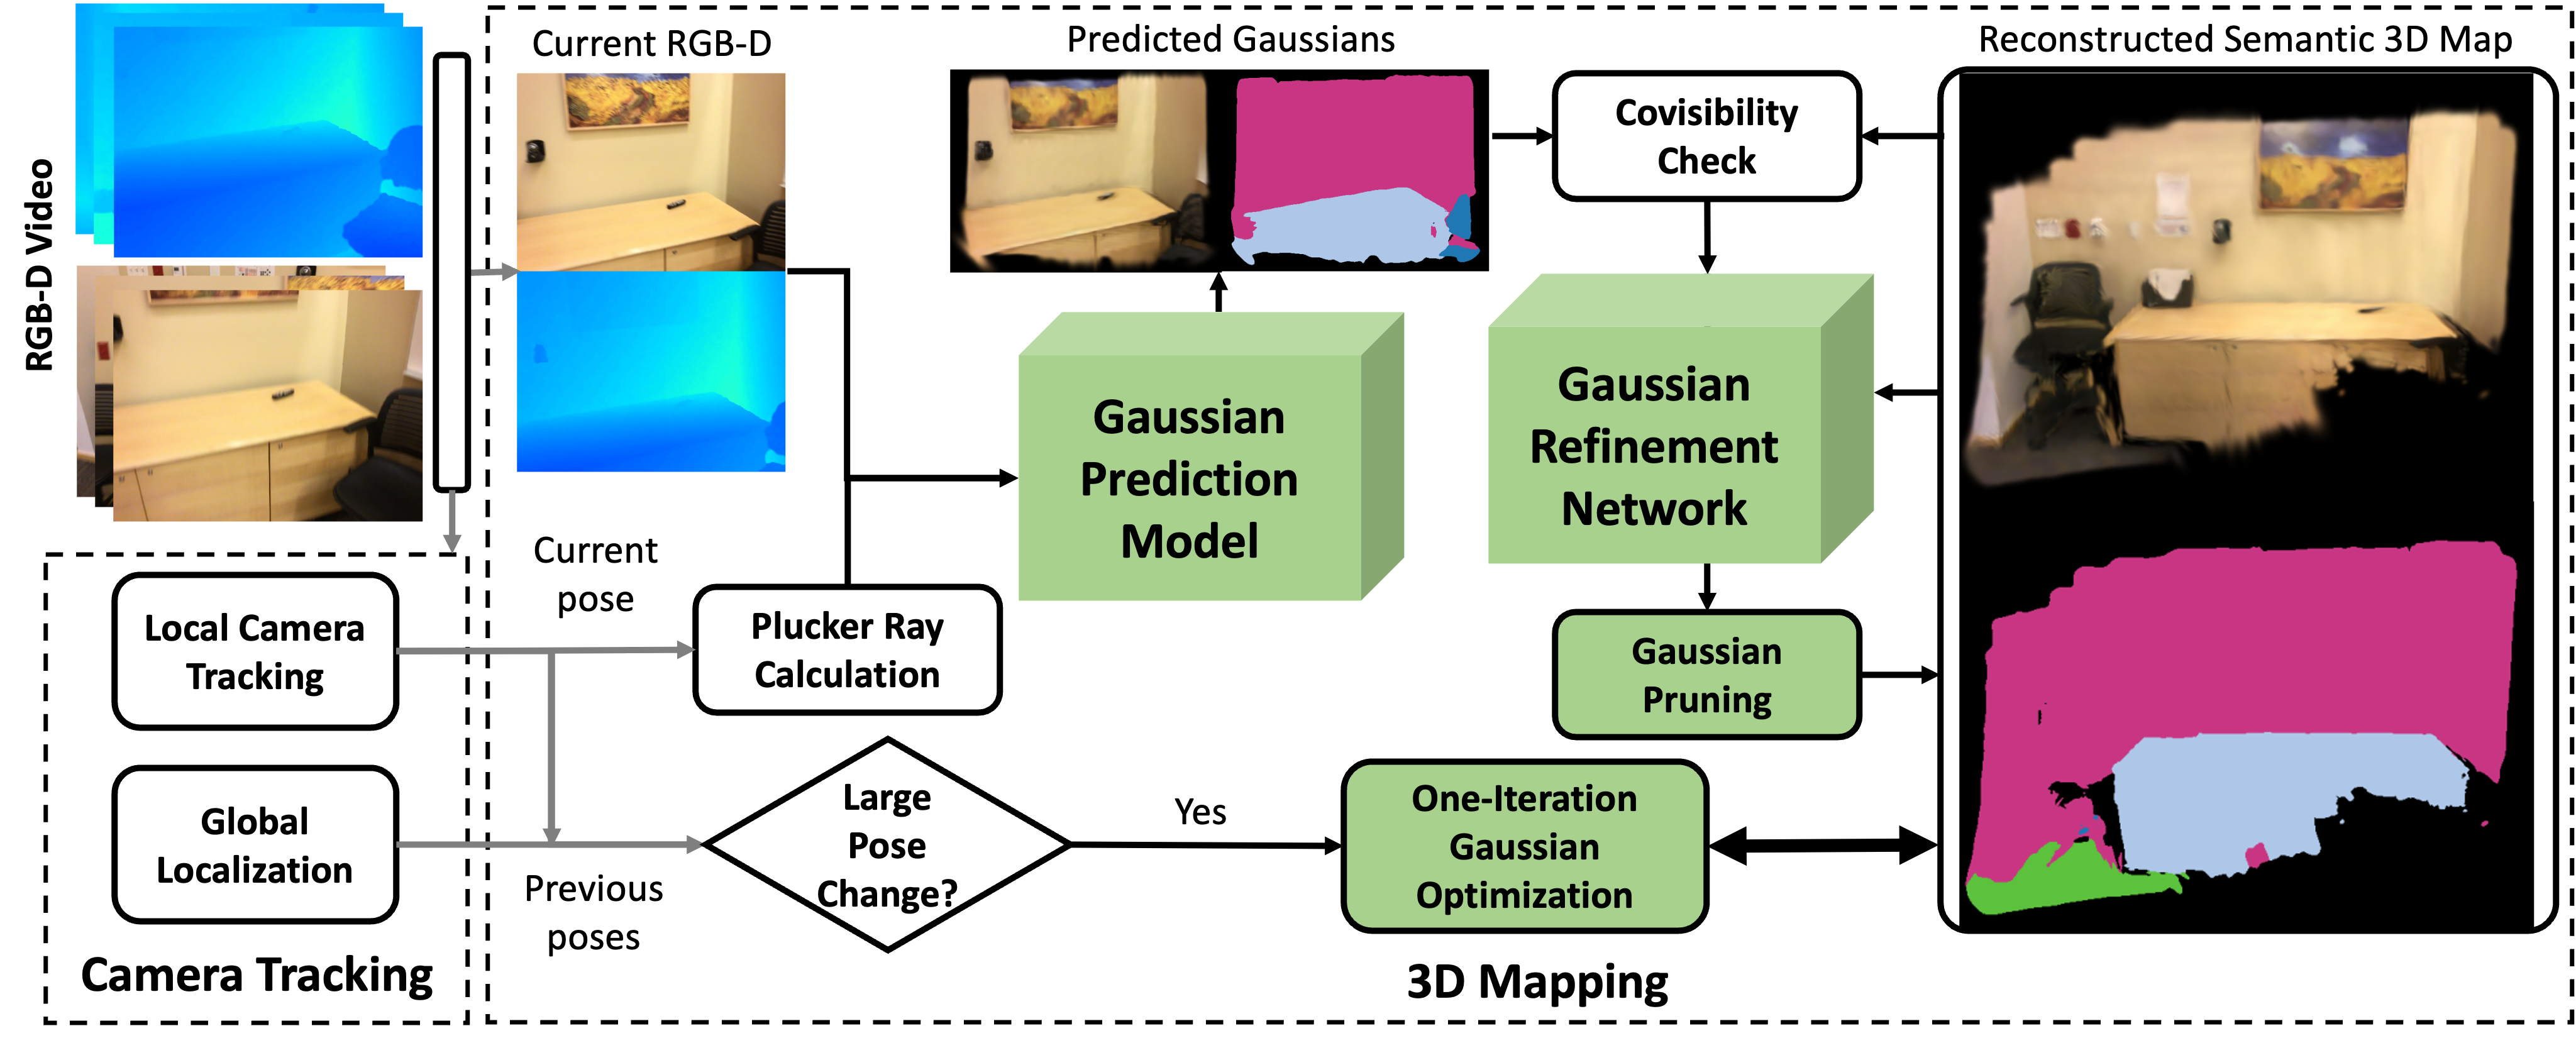 RGB-D Video
Current RGB-D
Predicted Gaussians
Reconstructed Semantic 3D Map
Covisibility
Check
Gaussian
Prediction
Model
Gaussian
Refinement
Network
Current
pose
Local Camera
Tracking
Plucker Ray
Calculation
Gaussian
Pruning
Global
Localization
Previous
poses
Large
Pose
Change?
Yes
One-Iteration
Gaussian
Optimization
Camera Tracking
3D Mapping